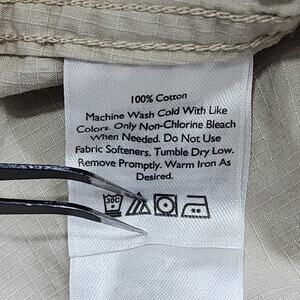 100% Cotton
Machine Wash Cold With Like
Colors. Only Non-Chlorine Bleach
When Needed. Do Not Use
Fabric Softeners. Tumble Dry Low.
Remove Promptly. Warm Iron As
Desired.
30C